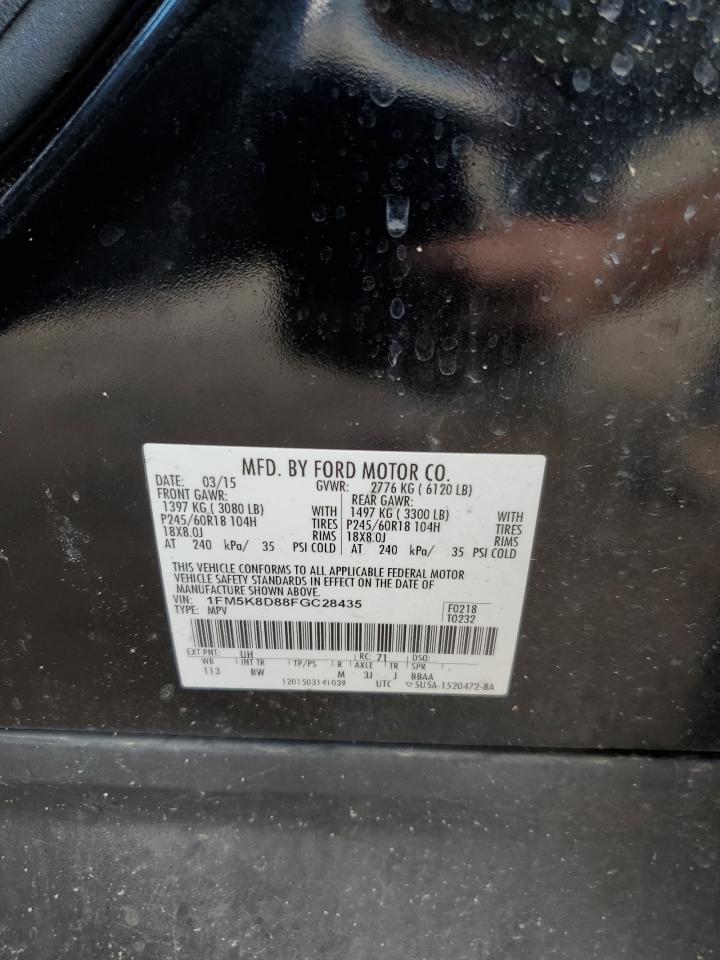 MFD. BY FORD MOTOR CO.
DATE: 03/15 GVWR: 2776 KG ( 6120 LB)
FRONT GAWR: REAR GAWR:
1397 KG ( 3080 LB) WITH 1497 KG ( 3300 LB) WITH
P245/60R18 104H TIRES P245/60R18 104H TIRES
18X8.0J RIMS 18X8.0J RIMS
AT 240 kPa/ 35 PSI COLD AT 240 kPa/ 35 PSI COLD
THIS VEHICLE CONFORMS TO ALL APPLICABLE FEDERAL MOTOR
VEHICLE SAFETY STANDARDS IN EFFECT ON THE DATE OF
MANUFACTURE SHOWN ABOVE.
VIN: 1FM5K8D88FGC28435 F0218
TYPE: MPV T0232
EXT PNT: UH RC: 71 DSO:
WB INT TR TP/PS R AXLE TR SPR
113 BW M 3J J BBAA
1201503141039 UTC 5U5A-1520472-BA